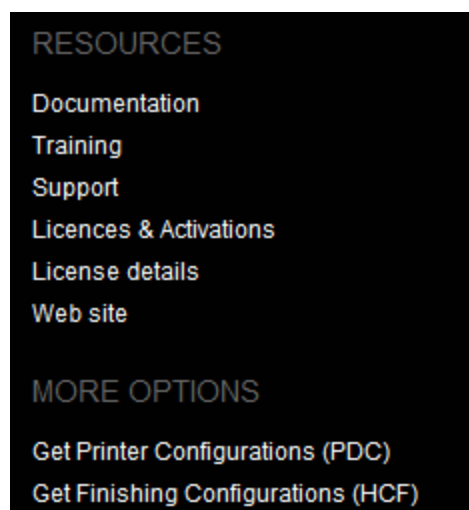 RESOURCES
Documentation
Training
Support
Licences & Activations
License details
Web site
MORE OPTIONS
Get Printer Configurations (PDC)
Get Finishing Configurations (HCF)